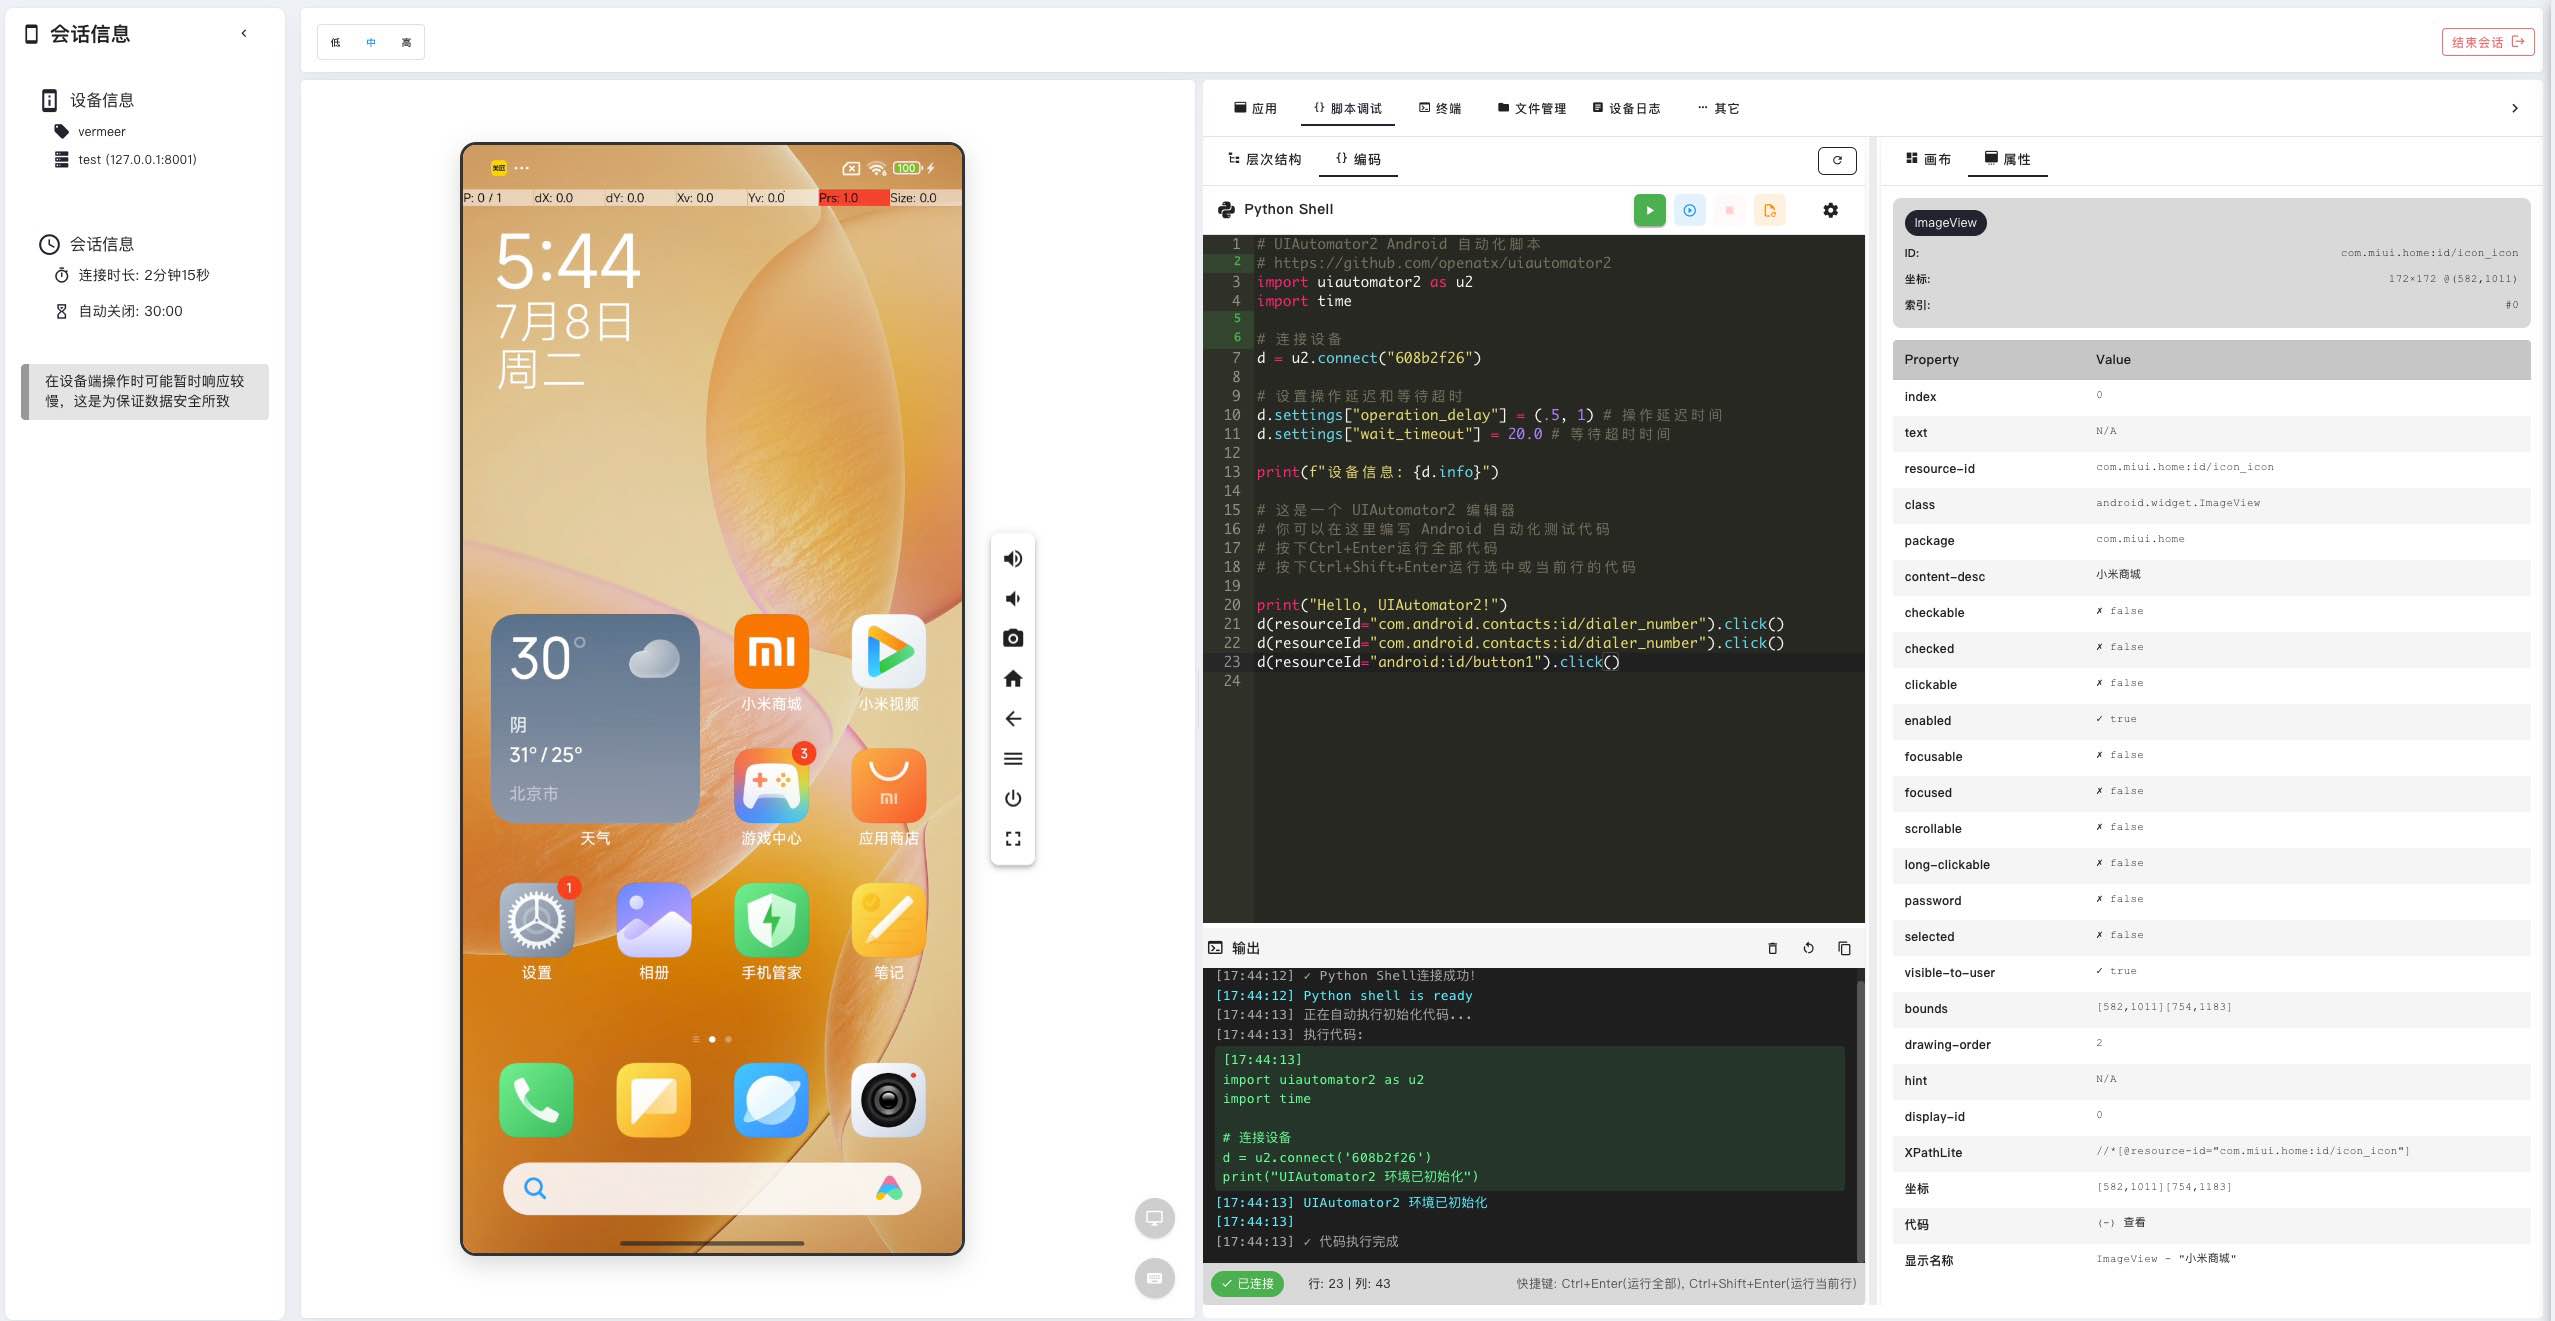 会话信息
设备信息
vermeer
test (127.0.0.1:8001)
会话信息
连接时长: 2分钟15秒
自动关闭: 30:00
在设备端操作时可能暂时响应较
慢，这是为保证数据安全所致
低 中 高
结束会话
100
P: 0 / 1 dX: 0.0 dY: 0.0 Xv: 0.0 Yv: 0.0 Prs: 1.0 Size: 0.0
5:44
7月8日
周二
30°
阴
31° / 25°
北京市
天气
小米商城
小米视频
3
游戏中心
mi
应用商店
1
设置
相册
手机管家
笔记
应用 {} 脚本调试 终端 文件管理 设备日志 ··· 其它
层次结构 {} 编码
Python Shell
1 # UIAutomator2 Android 自动化脚本
2 # https://github.com/openatx/uiautomator2
3 import uiautomator2 as u2
4 import time
5
6 # 连接设备
7 d = u2.connect("608b2f26")
8
9 # 设置操作延迟和等待超时
10 d.settings["operation_delay"] = (.5, 1) # 操作延迟时间
11 d.settings["wait_timeout"] = 20.0 # 等待超时时间
12
13 print(f"设备信息: {d.info}")
14
15 # 这是一个 UIAutomator2 编辑器
16 # 你可以在这里编写 Android 自动化测试代码
17 # 按下Ctrl+Enter运行全部代码
18 # 按下Ctrl+Shift+Enter运行选中或当前行的代码
19
20 print("Hello, UIAutomator2!")
21 d(resourceId="com.android.contacts:id/dialer_number").click()
22 d(resourceId="com.android.contacts:id/dialer_number").click()
23 d(resourceId="android:id/button1").click()
24
输出
[17:44:12] ✓ Python Shell连接成功!
[17:44:12] Python shell is ready
[17:44:13] 正在自动执行初始化代码...
[17:44:13] 执行代码:
[17:44:13]
import uiautomator2 as u2
import time
# 连接设备
d = u2.connect('608b2f26')
print("UIAutomator2 环境已初始化")
[17:44:13] UIAutomator2 环境已初始化
[17:44:13]
[17:44:13] ✓ 代码执行完成
✓ 已连接 行: 23 | 列: 43 快捷键: Ctrl+Enter(运行全部), Ctrl+Shift+Enter(运行当前行)
画布 属性
ImageView
ID: com.miui.home:id/icon_icon
坐标: 172×172 @(582,1011)
索引: #0
Property Value
index 0
text N/A
resource-id com.miui.home:id/icon_icon
class android.widget.ImageView
package com.miui.home
content-desc 小米商城
checkable ✗ false
checked ✗ false
clickable ✗ false
enabled ✓ true
focusable ✗ false
focused ✗ false
scrollable ✗ false
long-clickable ✗ false
password ✗ false
selected ✗ false
visible-to-user ✓ true
bounds [582,1011][754,1183]
drawing-order 2
hint N/A
display-id 0
XPathLite //*[@resource-id="com.miui.home:id/icon_icon"]
坐标 [582,1011][754,1183]
代码 查看
显示名称 ImageView - "小米商城"